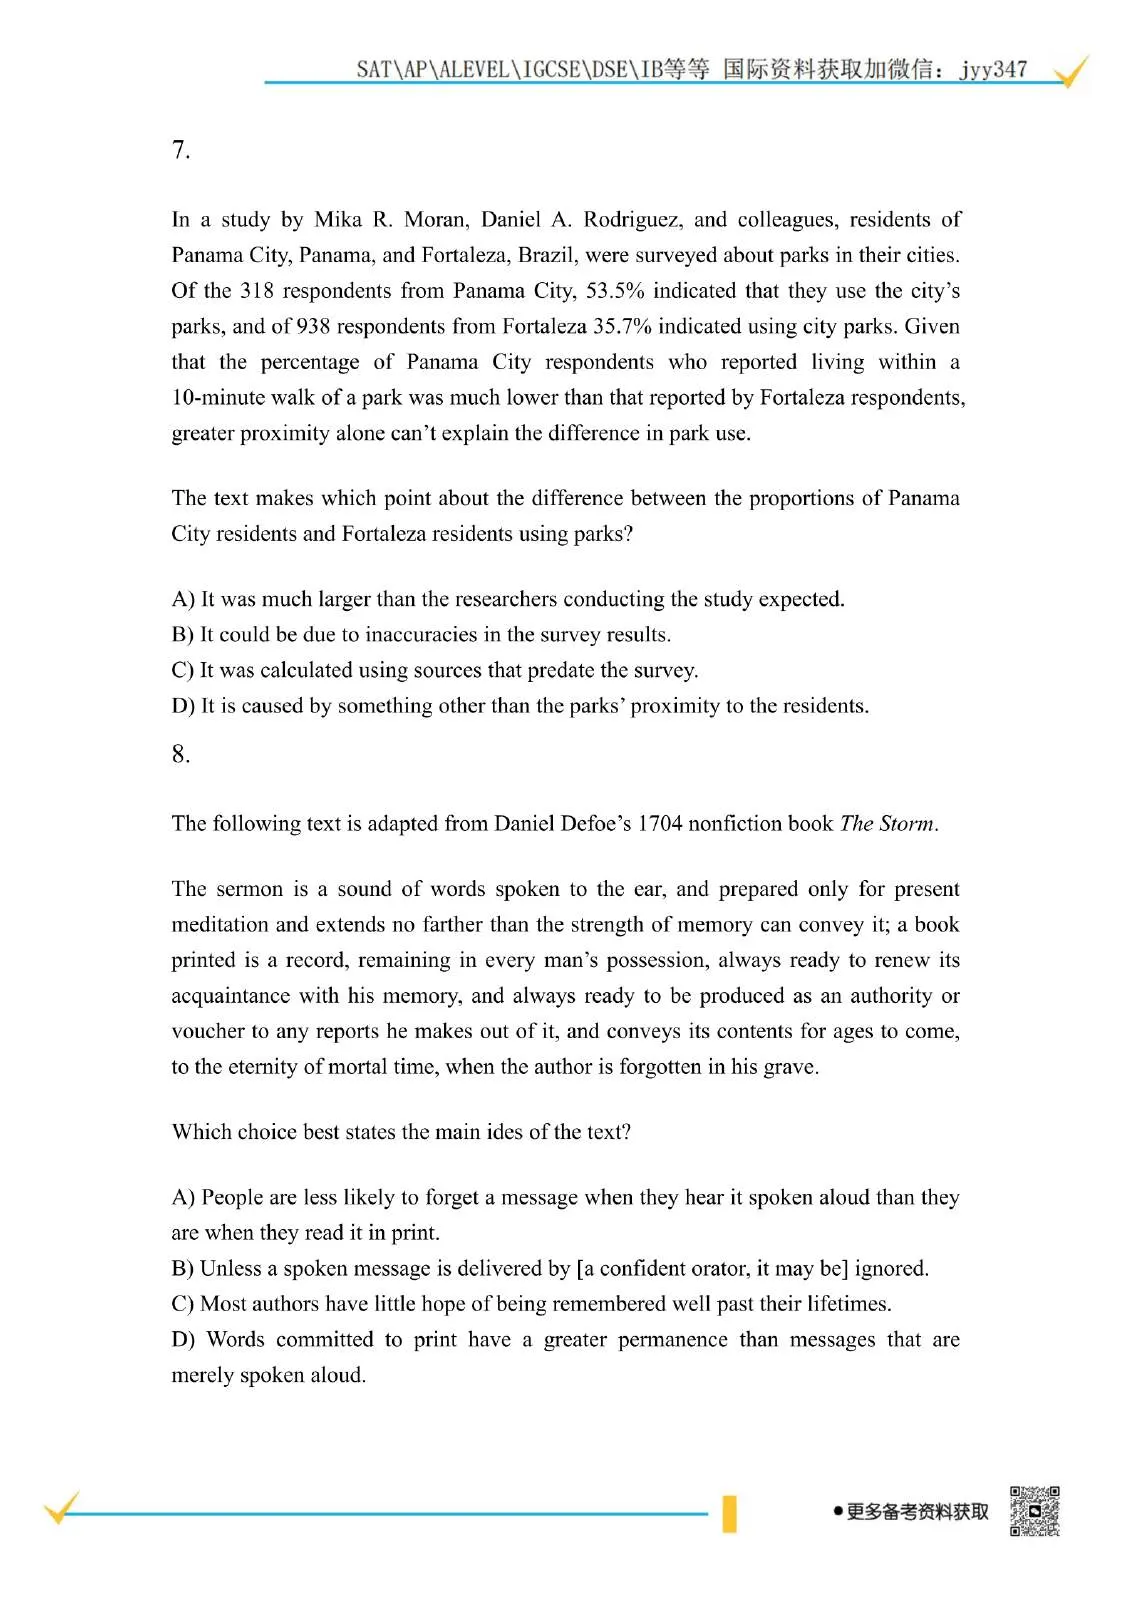 SAT\AP\ALEVEL\IGCSE\DSE\IB等等 国际资料获取加微信：jyy347
7.
In a study by Mika R. Moran, Daniel A. Rodriguez, and colleagues, residents of
Panama City, Panama, and Fortaleza, Brazil, were surveyed about parks in their cities.
Of the 318 respondents from Panama City, 53.5% indicated that they use the city’s
parks, and of 938 respondents from Fortaleza 35.7% indicated using city parks. Given
that the percentage of Panama City respondents who reported living within a
10-minute walk of a park was much lower than that reported by Fortaleza respondents,
greater proximity alone can’t explain the difference in park use.
The text makes which point about the difference between the proportions of Panama
City residents and Fortaleza residents using parks?
A) It was much larger than the researchers conducting the study expected.
B) It could be due to inaccuracies in the survey results.
C) It was calculated using sources that predate the survey.
D) It is caused by something other than the parks’ proximity to the residents.
8.
The following text is adapted from Daniel Defoe’s 1704 nonfiction book The Storm.
The sermon is a sound of words spoken to the ear, and prepared only for present
meditation and extends no farther than the strength of memory can convey it; a book
printed is a record, remaining in every man’s possession, always ready to renew its
acquaintance with his memory, and always ready to be produced as an authority or
voucher to any reports he makes out of it, and conveys its contents for ages to come,
to the eternity of mortal time, when the author is forgotten in his grave.
Which choice best states the main ides of the text?
A) People are less likely to forget a message when they hear it spoken aloud than they
are when they read it in print.
B) Unless a spoken message is delivered by [a confident orator, it may be] ignored.
C) Most authors have little hope of being remembered well past their lifetimes.
D) Words committed to print have a greater permanence than messages that are
merely spoken aloud.
●更多备考资料获取